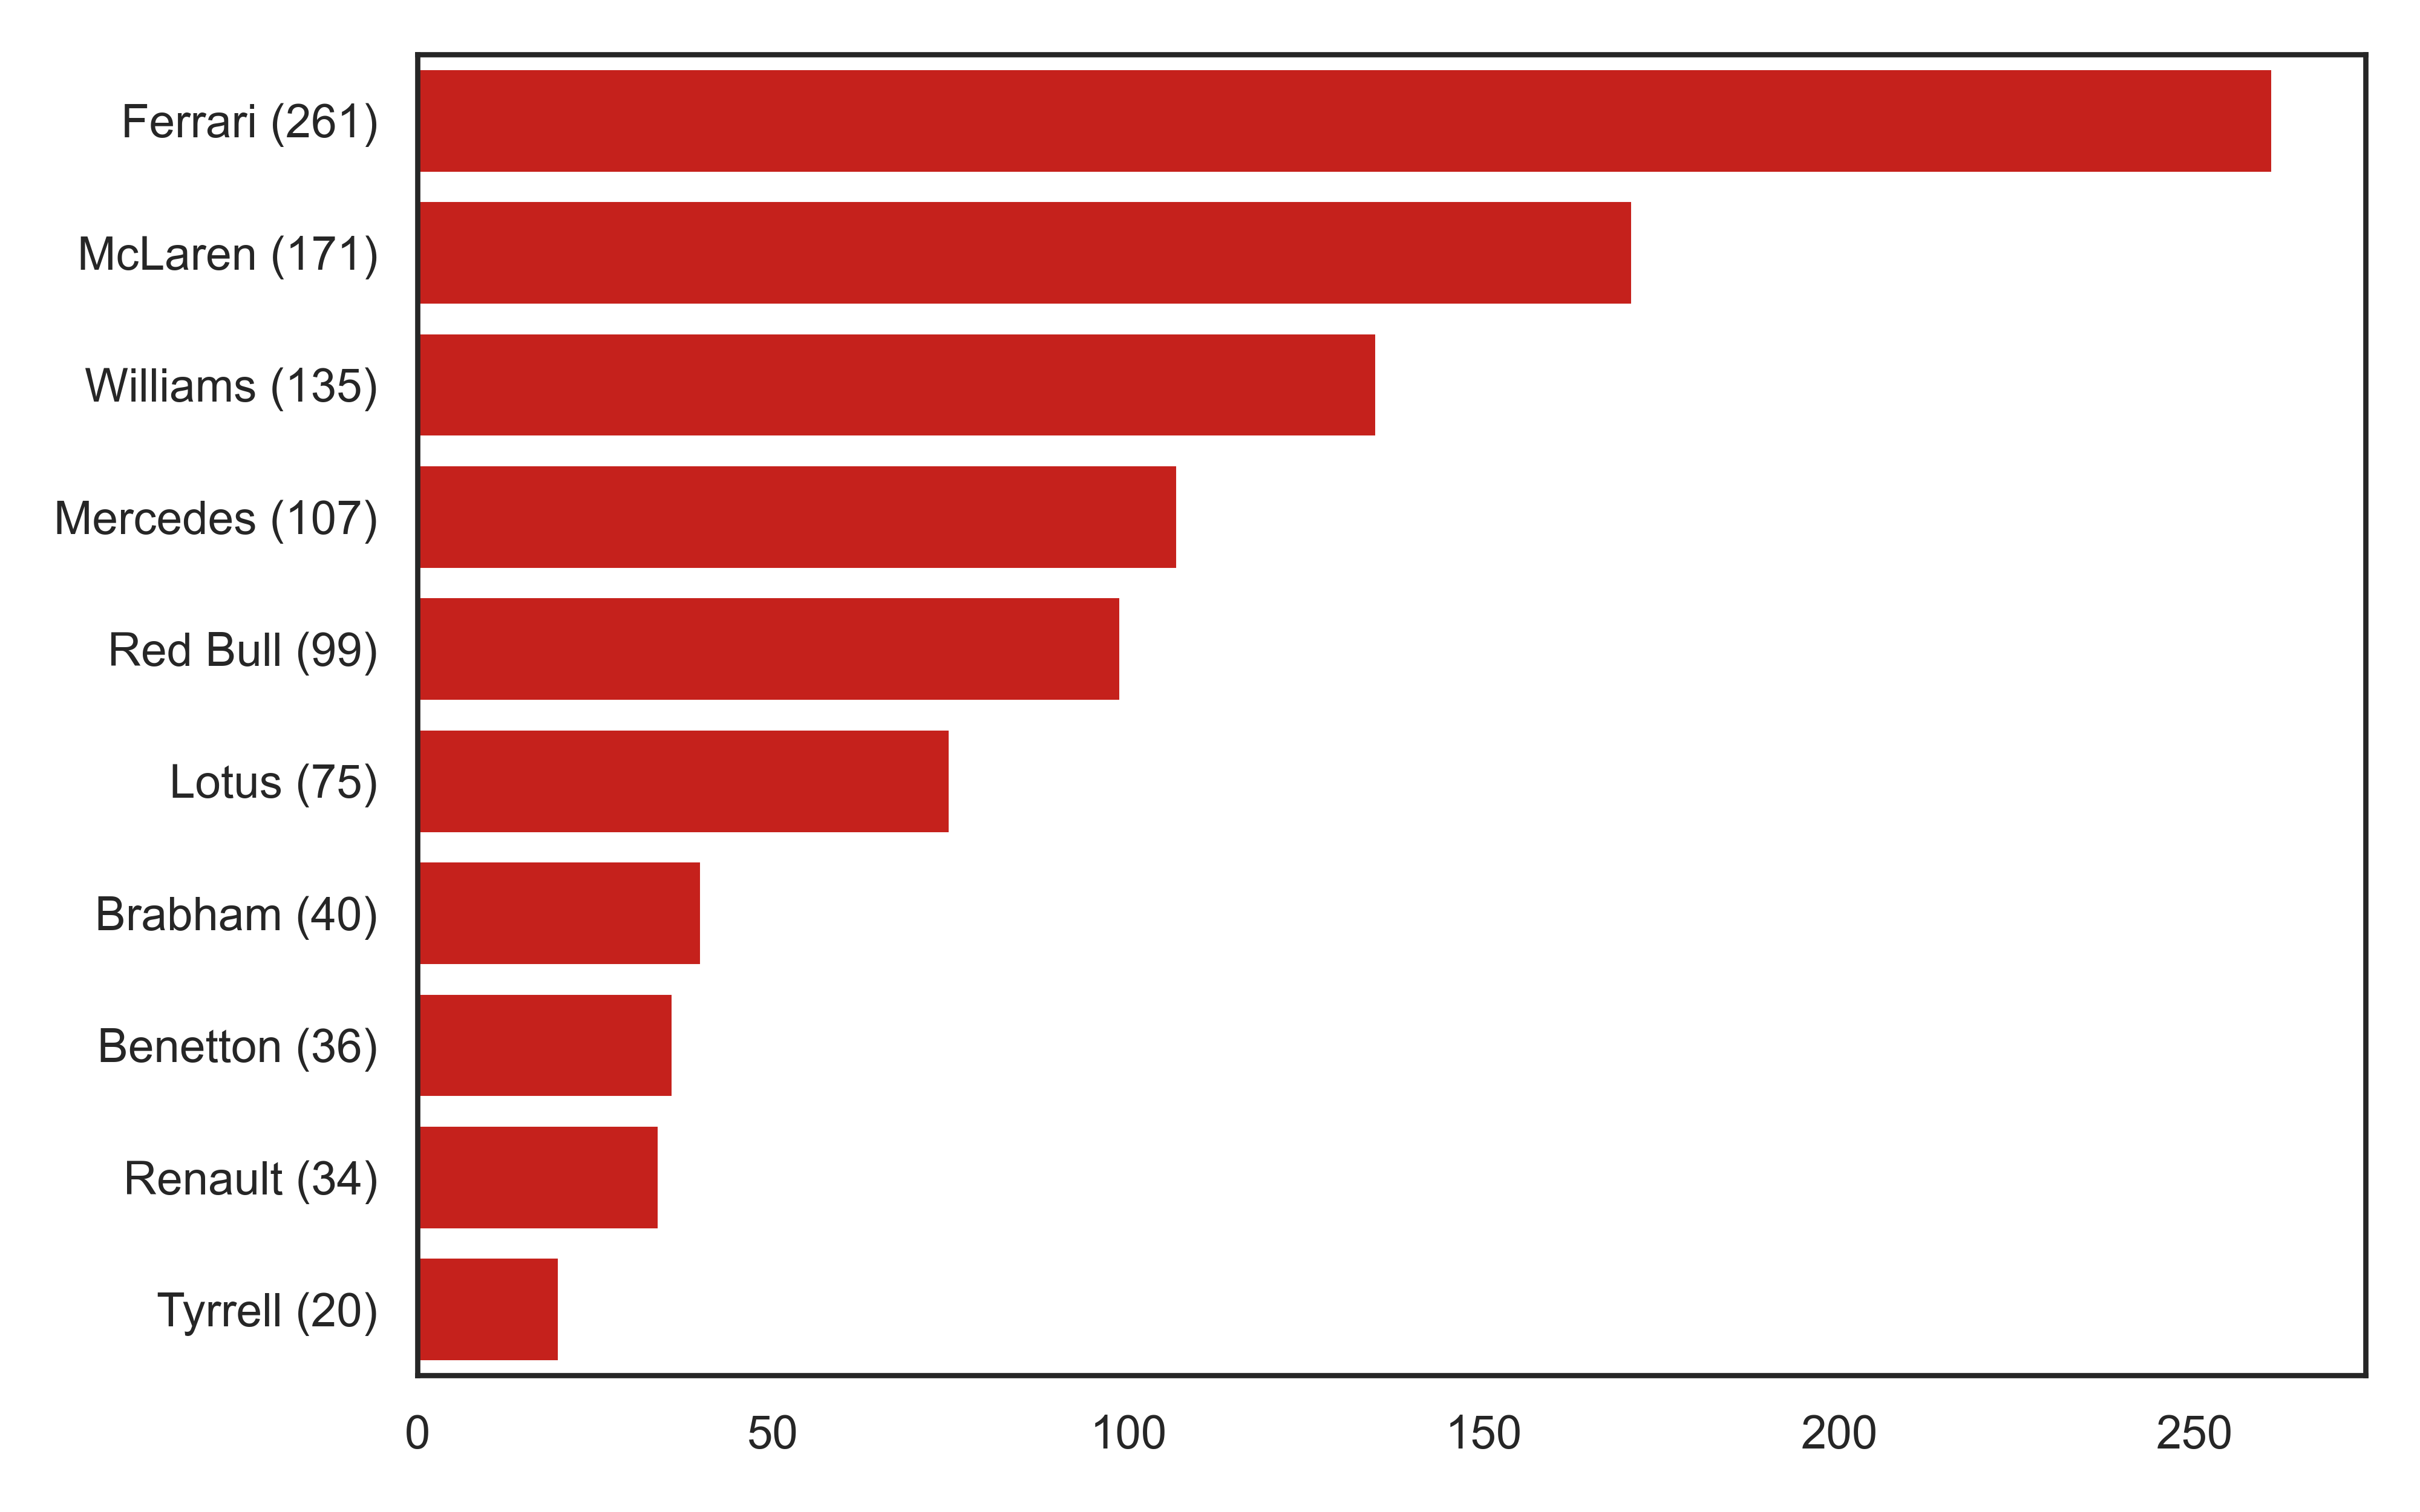 Ferrari (261)
McLaren (171)
Williams (135)
Mercedes (107)
Red Bull (99)
Lotus (75)
Brabham (40)
Benetton (36)
Renault (34)
Tyrrell (20)
0 50 100 150 200 250